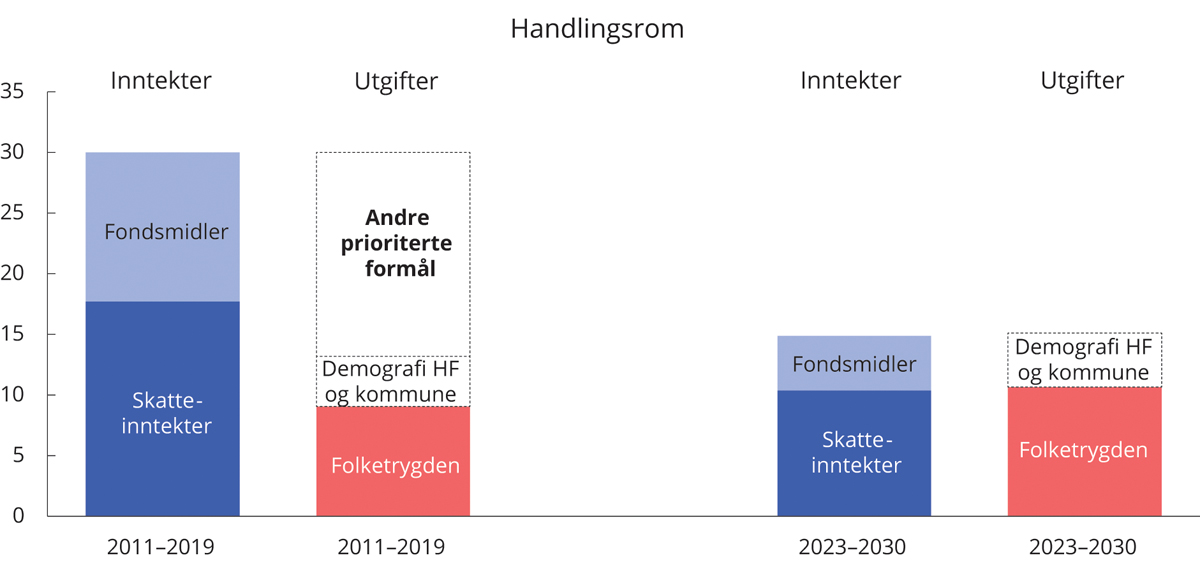 Handlingsrom
Inntekter
Utgifter
Inntekter
Utgifter
35
30
25
20
15
10
5
0
Fondsmidler
Skatte-
inntekter
Andre
prioriterte
formål
Demografi HF
og kommune
Folketrygden
Fondsmidler
Skatte-
inntekter
Demografi HF
og kommune
Folketrygden
2011–2019
2011–2019
2023–2030
2023–2030